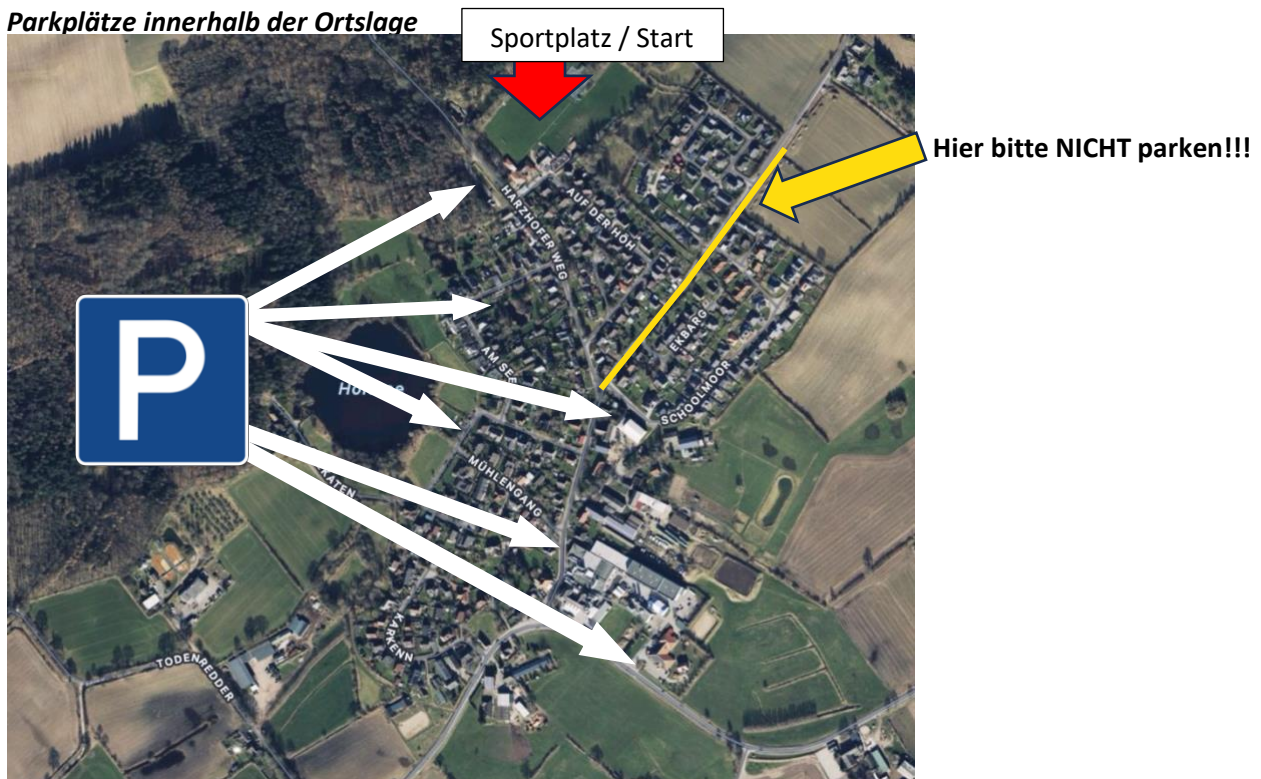 Parkplätze innerhalb der Ortslage
Sportplatz / Start
Hier bitte NICHT parken!!!
HARZHOFER WEG
AUF DER HÖH
P
EKBARG
AM SEE
SCHOOLMOOR
MÜHLENGANG
KATEN
KARKENN
TODENREDDER